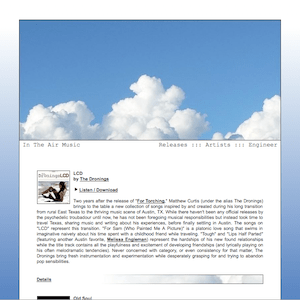 In The Air Music
Releases ::: Artists ::: Engineer
LCD
by The Dronings
Listen / Download
Two years after the release of "For Torching," Matthew Curtis (under the alias The Dronings)
brings to the table a new collection of songs inspired by and created during his long transition
from rural East Texas to the thriving music scene of Austin, TX. While there haven't been any official releases by
the psychedelic troubadour until now, he has not been forgoing musical responsibilities but instead took time to
travel Texas, sharing music and writing about his experiences, before finally settling in Austin. The songs on
"LCD" represent this transition. "For Sam (Who Painted Me A Picture)" is a platonic love song that swims in
imaginative naivety about his time spent with a childhood friend while traveling. "Tough" and "Lips Half Parted"
(featuring another Austin favorite, Melissa Engleman) represent the hardships of his new found relationships
while the title track contains all the playfulness and excitement of developing friendships (and lyrically playing on
his often melodramatic tendencies). Never concerned with category, or even consistency for that matter, The
Dronings bring fresh instrumentation and experimentation while desperately grasping for and trying to abandon
pop sensibilities.
Details
Old Soul